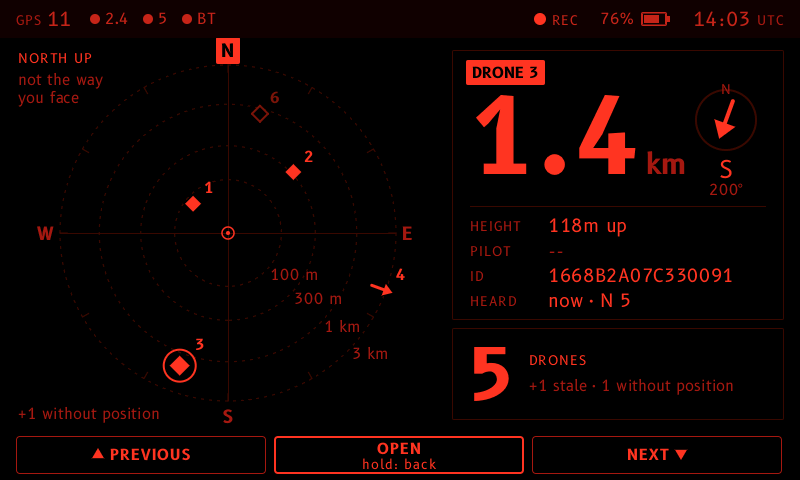 GPS 11 2.4 5 BT REC 76% 14:03 UTC
NORTH UP
not the way
you face
N
6
2
1
W
E
100 m
4
300 m
1 km
3
3 km
+1 without position
S
DRONE 3
1.4 km
N
S
200°
HEIGHT 118m up
PILOT --
ID 1668B2A07C330091
HEARD now · N 5
5 DRONES
+1 stale · 1 without position
▲ PREVIOUS
OPEN
hold: back
NEXT ▼